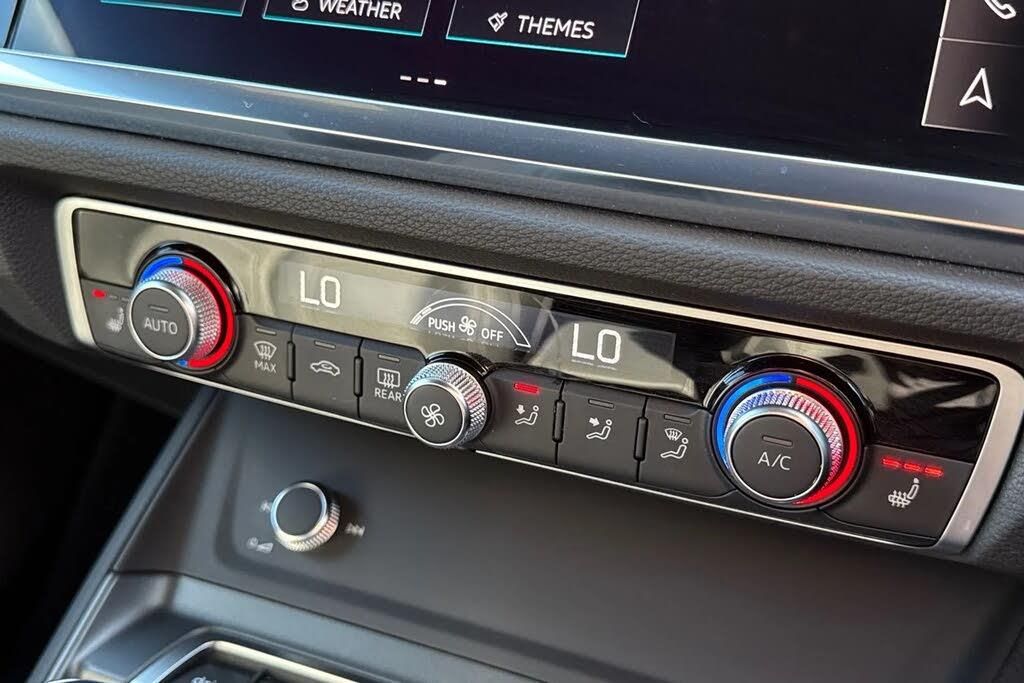 WEATHER
THEMES
LO
PUSH OFF
LO
AUTO
MAX
REAR
A/C